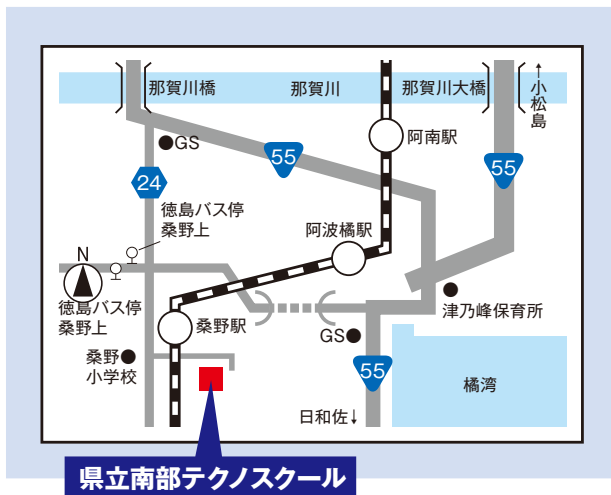 那賀川橋
那賀川
那賀川大橋
↑小松島
GS
阿南駅
55
55
24
徳島バス停
桑野上
阿波橘駅
N
徳島バス停
桑野上
津乃峰保育所
桑野駅
GS
桑野
小学校
55
橘湾
日和佐↓
県立南部テクノスクール